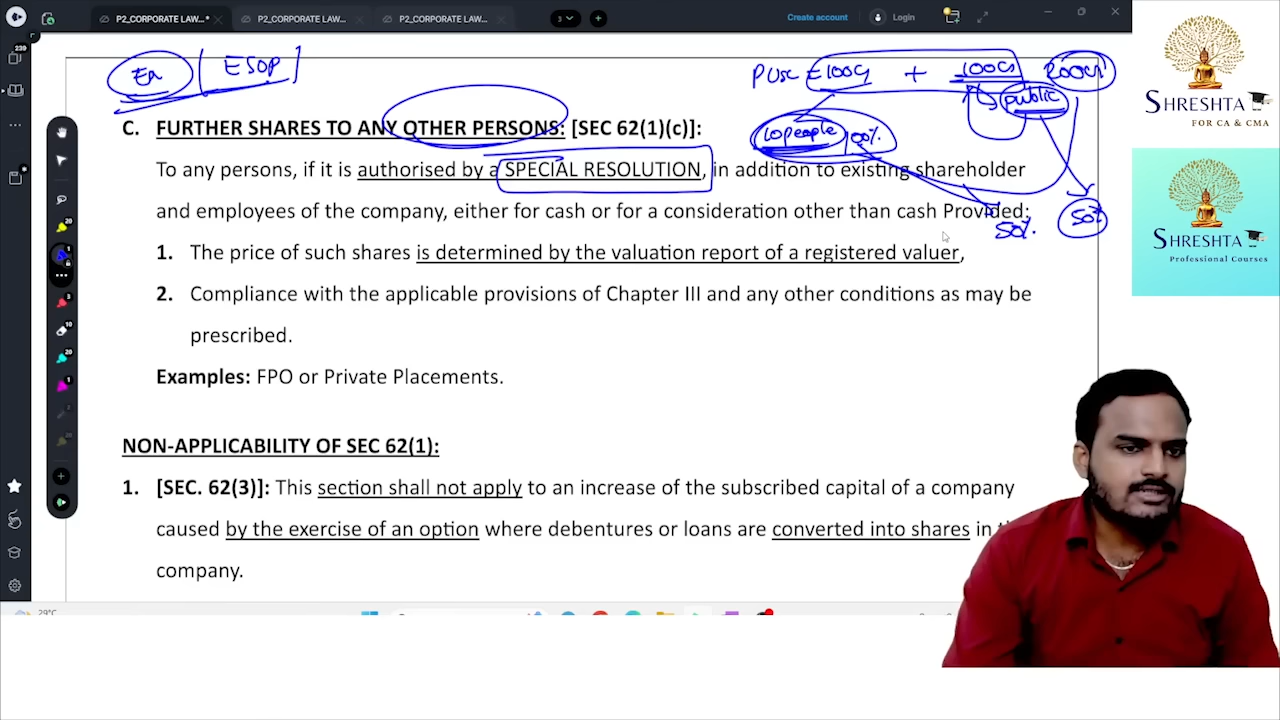 P2_CORPORATE LAW...* P2_CORPORATE LAW... P2_CORPORATE LAW... 3 Create account Login
239
Ex ESOP
PUSC = 100Cr + 100Cr 200Cr
public
10people 100%
C. FURTHER SHARES TO ANY OTHER PERSONS: [SEC 62(1)(c)]:
To any persons, if it is authorised by a SPECIAL RESOLUTION, in addition to existing shareholder
and employees of the company, either for cash or for a consideration other than cash Provided:
50% 50%
1. The price of such shares is determined by the valuation report of a registered valuer,
2. Compliance with the applicable provisions of Chapter III and any other conditions as may be
prescribed.
Examples: FPO or Private Placements.
NON-APPLICABILITY OF SEC 62(1):
1. [SEC. 62(3)]: This section shall not apply to an increase of the subscribed capital of a company
caused by the exercise of an option where debentures or loans are converted into shares in
company.
29°C
SHRESHTA
FOR CA & CMA
SHRESHTA
Professional Courses